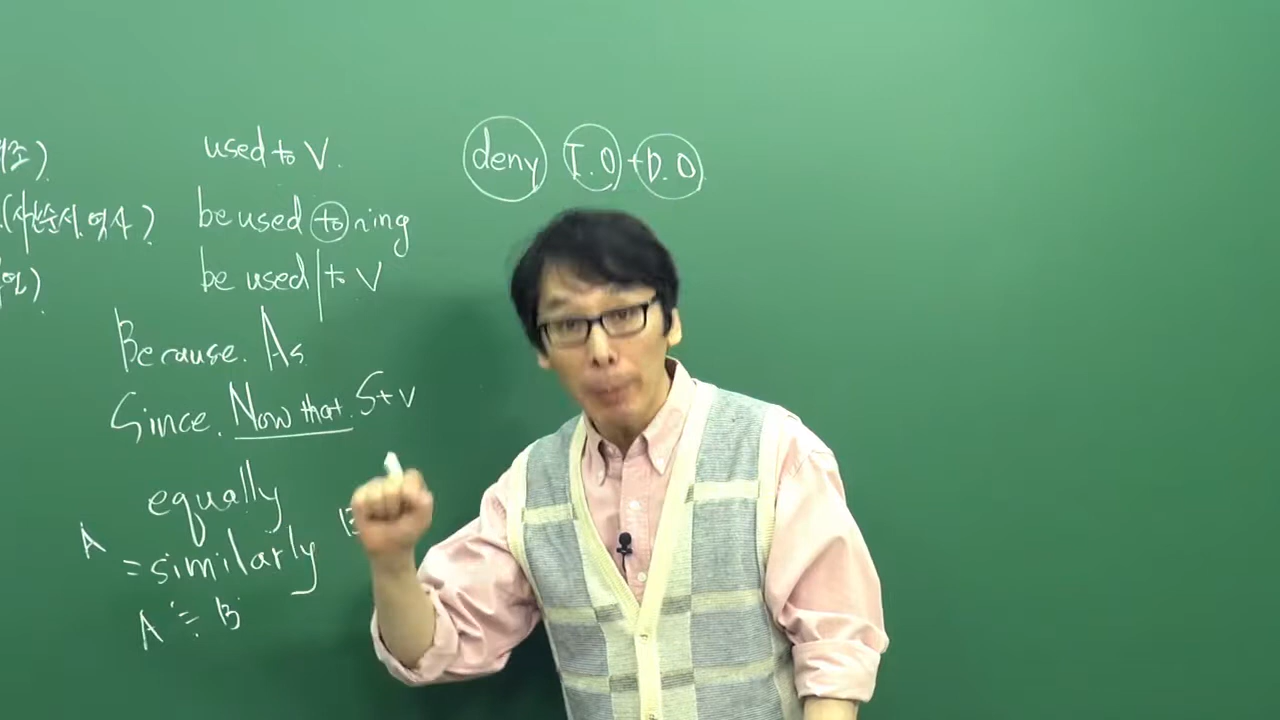 used to V.
be used to ~ing
be used / to V
Because. As
Since. Now that. S+V
equally
A = similarly B
A ≒ B
deny I.O + D.O